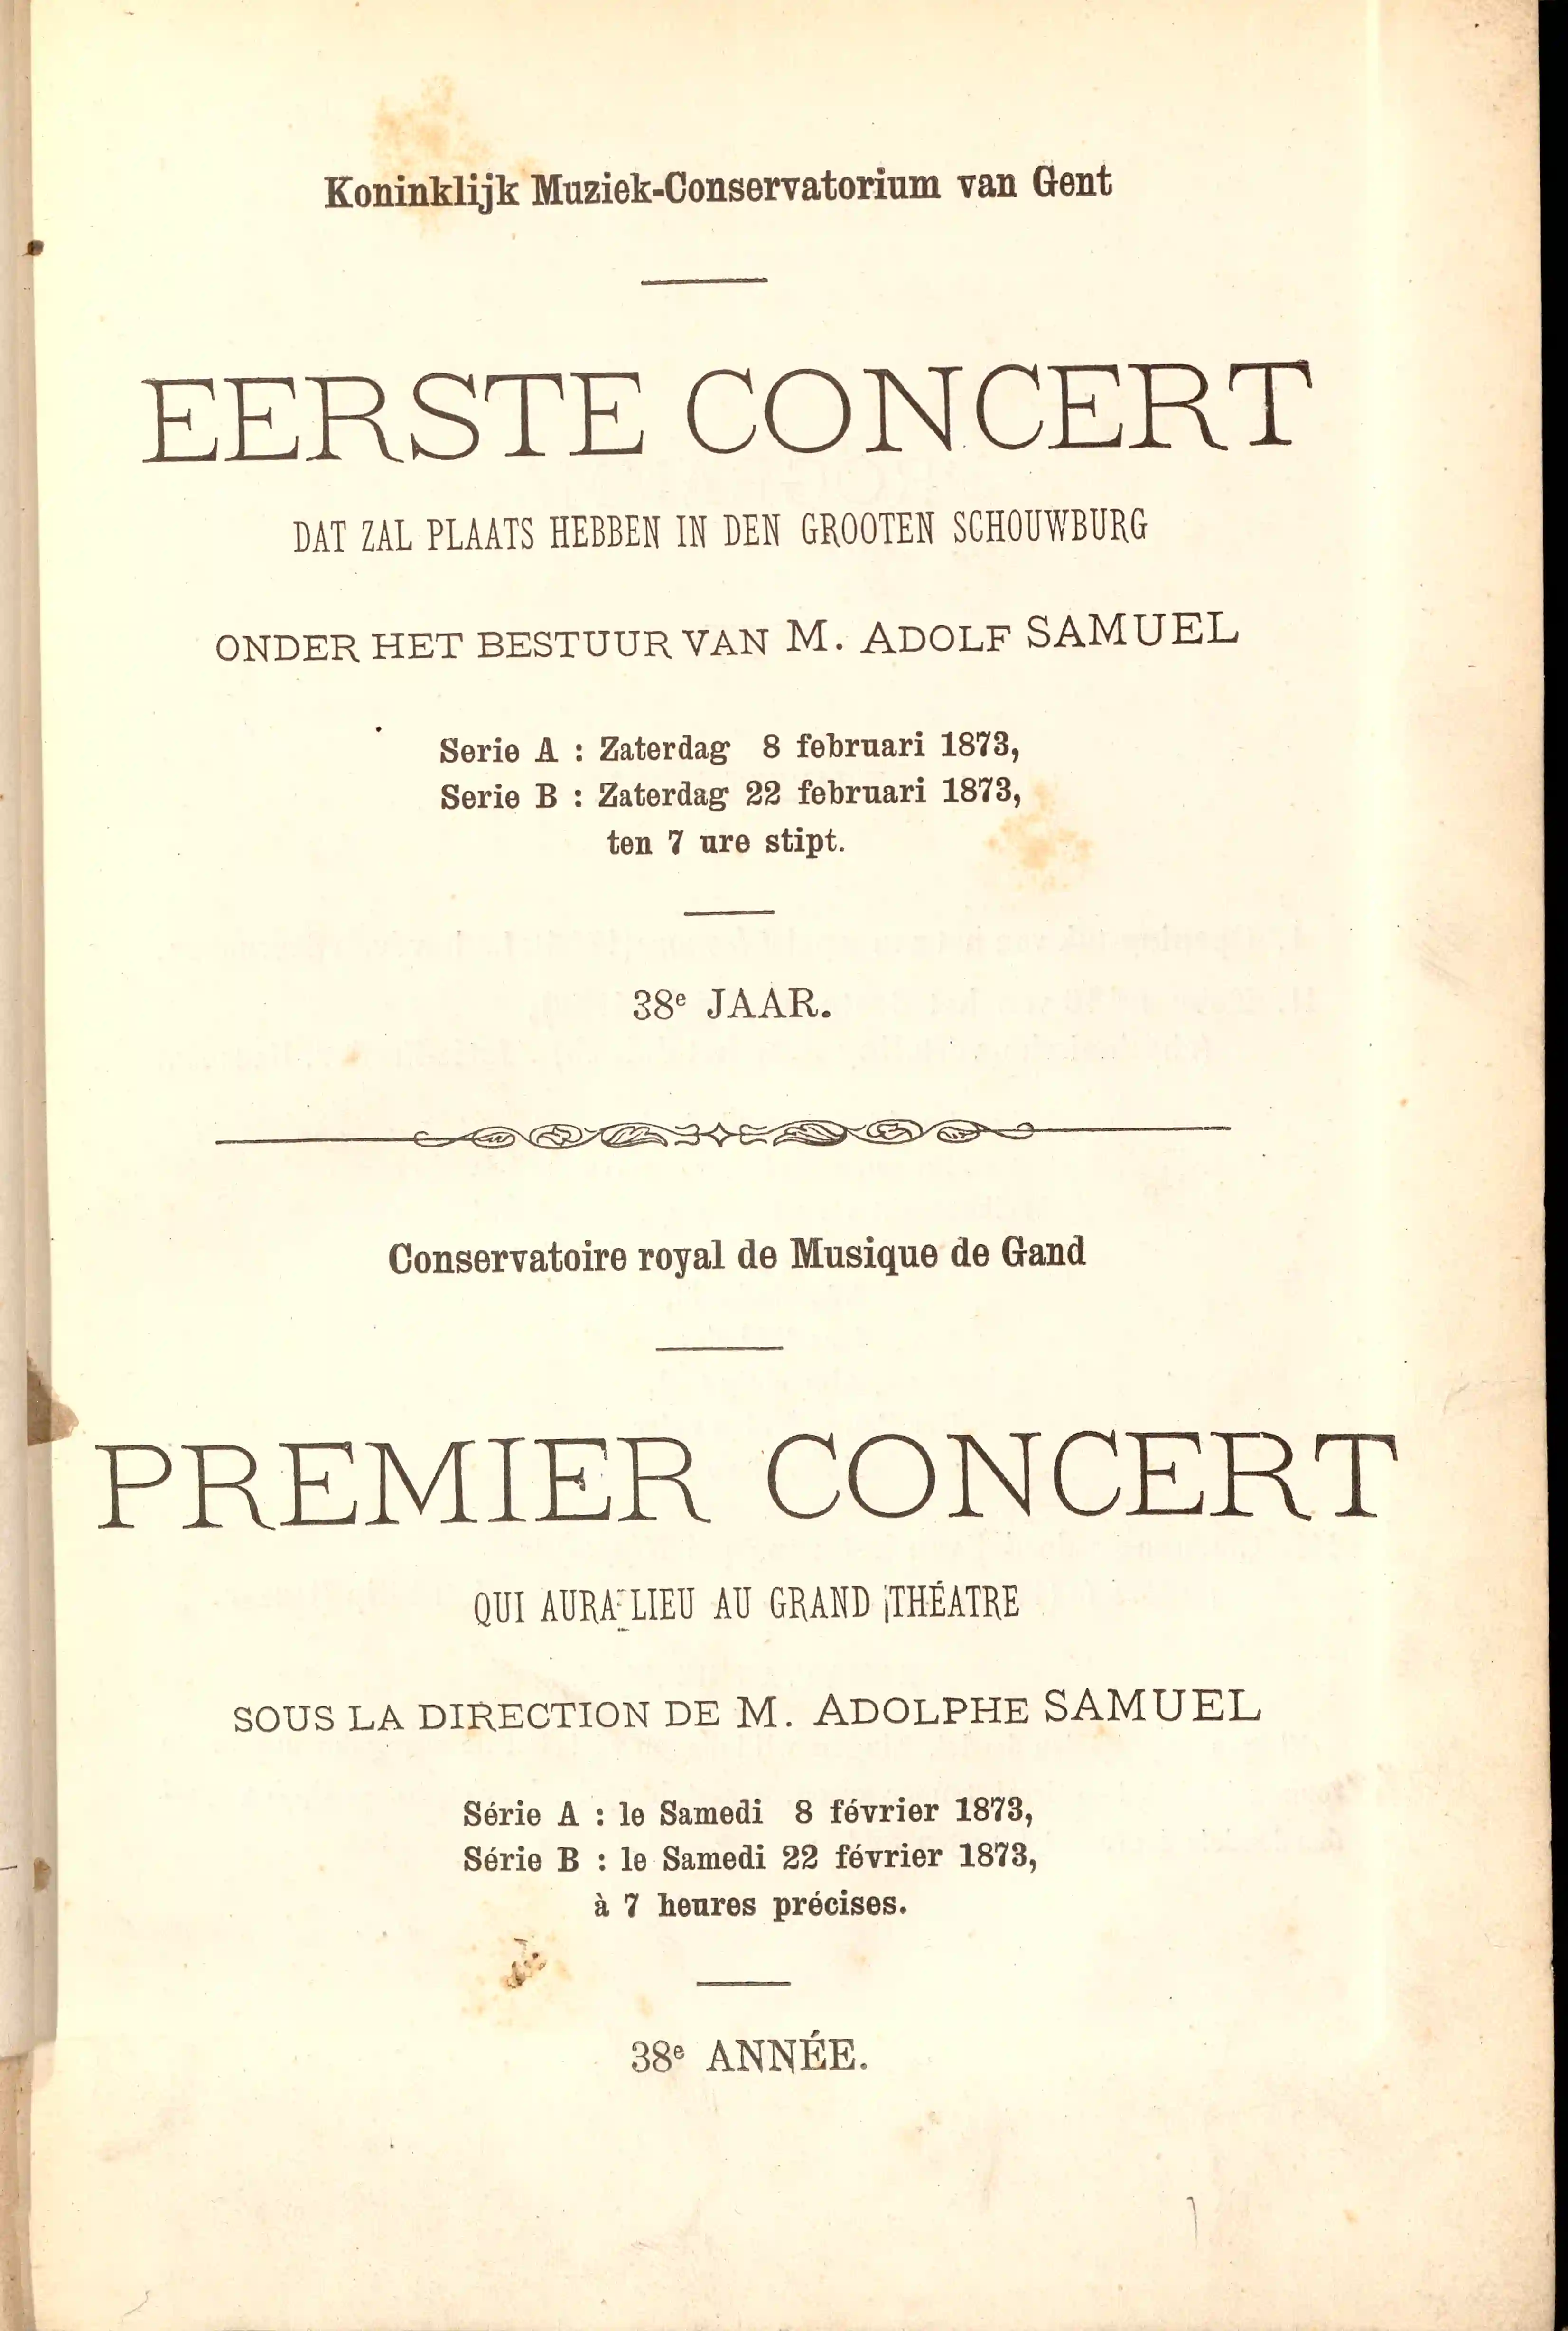 Koninklijk Muziek-Conservatorium van Gent
EERSTE CONCERT
DAT ZAL PLAATS HEBBEN IN DEN GROOTEN SCHOUWBURG
ONDER HET BESTUUR VAN M. ADOLF SAMUEL
Serie A : Zaterdag 8 februari 1873,
Serie B : Zaterdag 22 februari 1873,
ten 7 ure stipt.
38e JAAR.
Conservatoire royal de Musique de Gand
PREMIER CONCERT
QUI AURA LIEU AU GRAND THÉATRE
SOUS LA DIRECTION DE M. ADOLPHE SAMUEL
Série A : le Samedi 8 février 1873,
Série B : le Samedi 22 février 1873,
à 7 heures précises.
38e ANNÉE.